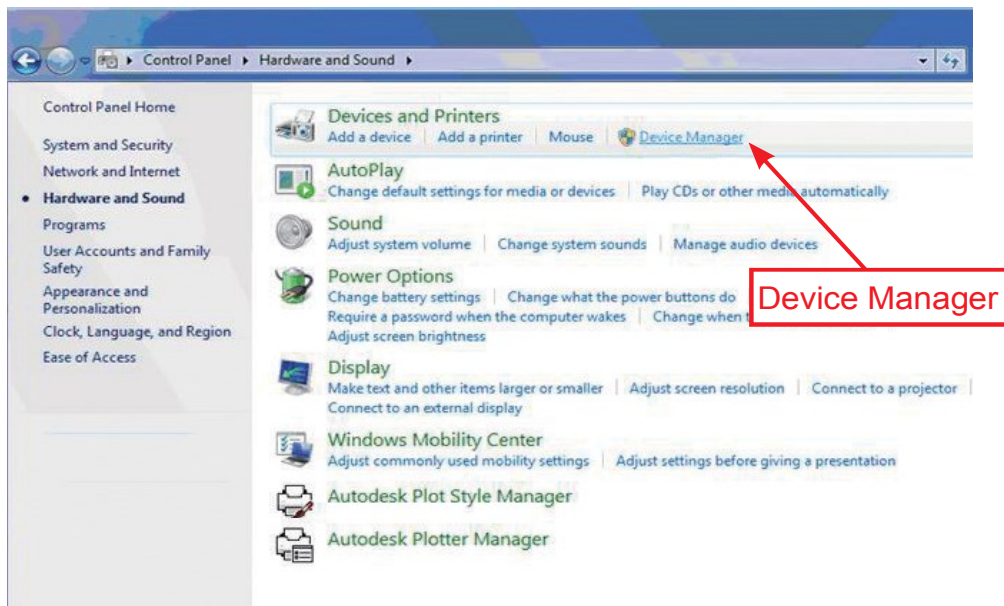 Control Panel Hardware and Sound
Control Panel Home
System and Security
Network and Internet
Hardware and Sound
Programs
User Accounts and Family
Safety
Appearance and
Personalization
Clock, Language, and Region
Ease of Access
Devices and Printers
Add a device Add a printer Mouse Device Manager
AutoPlay
Change default settings for media or devices Play CDs or other media automatically
Sound
Adjust system volume Change system sounds Manage audio devices
Power Options
Change battery settings Change what the power buttons do
Require a password when the computer wakes Change when
Adjust screen brightness
Device Manager
Display
Make text and other items larger or smaller Adjust screen resolution Connect to a projector
Connect to an external display
Windows Mobility Center
Adjust commonly used mobility settings Adjust settings before giving a presentation
Autodesk Plot Style Manager
Autodesk Plotter Manager